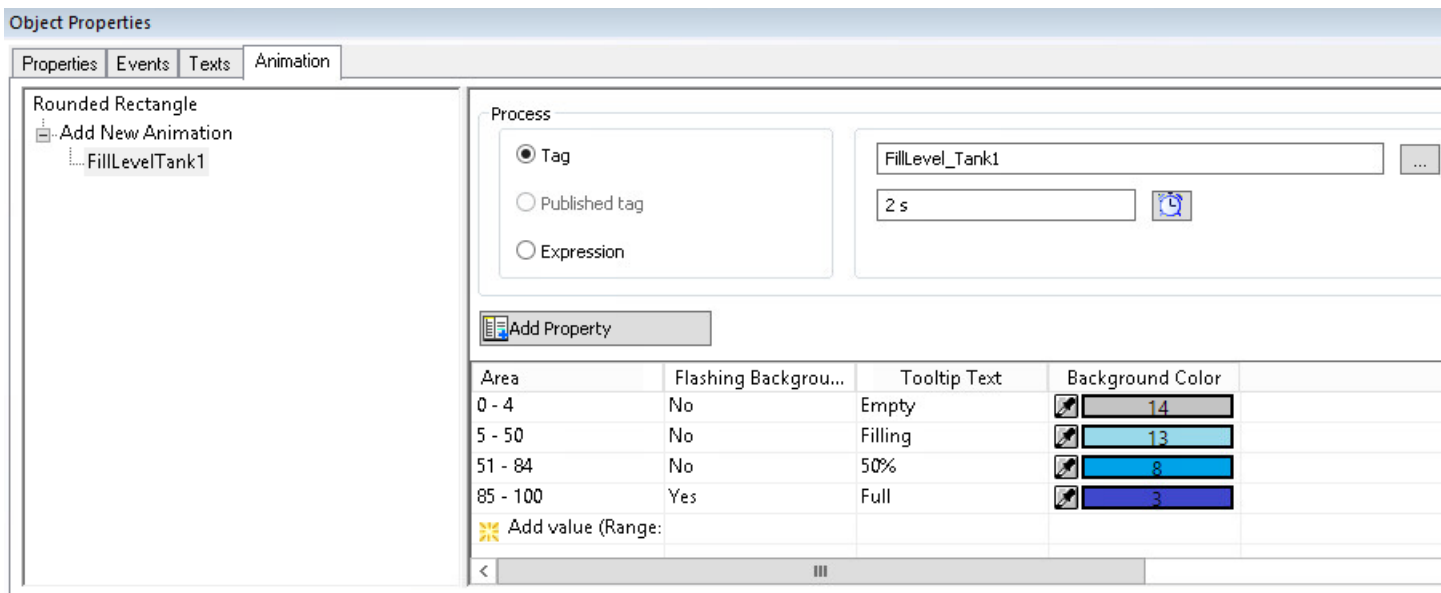 Object Properties
Properties Events Texts Animation
Rounded Rectangle
Add New Animation
FillLevelTank1
Process
Tag
FillLevel_Tank1
...
Published tag
2 s
Expression
Add Property
Area Flashing Backgrou... Tooltip Text Background Color
0 - 4 No Empty 14
5 - 50 No Filling 13
51 - 84 No 50% 8
85 - 100 Yes Full 3
Add value (Range: